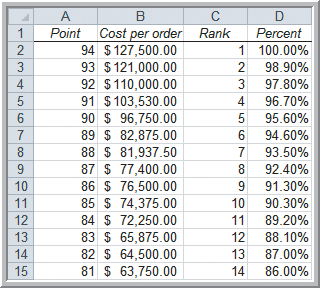 A B C D
1 Point Cost per order Rank Percent
2 94 $ 127,500.00 1 100.00%
3 93 $ 121,000.00 2 98.90%
4 92 $ 110,000.00 3 97.80%
5 91 $ 103,530.00 4 96.70%
6 90 $ 96,750.00 5 95.60%
7 89 $ 82,875.00 6 94.60%
8 88 $ 81,937.50 7 93.50%
9 87 $ 77,400.00 8 92.40%
10 86 $ 76,500.00 9 91.30%
11 85 $ 74,375.00 10 90.30%
12 84 $ 72,250.00 11 89.20%
13 83 $ 65,875.00 12 88.10%
14 82 $ 64,500.00 13 87.00%
15 81 $ 63,750.00 14 86.00%